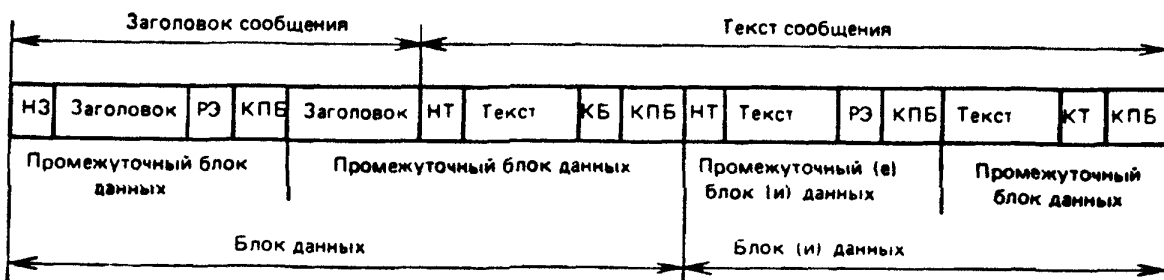 Заголовок сообщения Текст сообщения
НЗ Заголовок РЭ КПБ Заголовок НТ Текст КБ КПБ НТ Текст РЭ КПБ Текст КТ КПБ
Промежуточный блок данных
Промежуточный блок данных
Промежуточный (е) блок (и) данных
Промежуточный блок данных
Блок данных Блок (и) данных